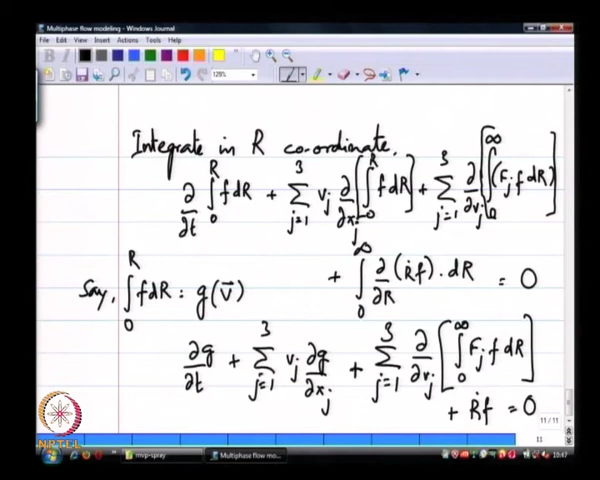 Multiphase flow modeling - Windows Journal
File Edit View Insert Actions Tools Help
129%
Integrate in R co-ordinate.
∂/∂t ∫₀^R f dR + Σ_{j=1}^3 v_j ∂/∂x_j [∫₀^R f dR] + Σ_{j=1}^3 ∂/∂v_j [∫₀^∞ (F_j f dR)]
+ ∫₀^∞ ∂/∂R (Ṙf) · dR = 0
Say, ∫₀^R f dR = g(V⃗)
∂g/∂t + Σ_{j=1}^3 v_j ∂g/∂x_j + Σ_{j=1}^3 ∂/∂v_j [∫₀^∞ F_j f dR]
+ Ṙf = 0
11 / 11
11
NPTEL
mvp-spray
Multiphase flow mo...
10:47